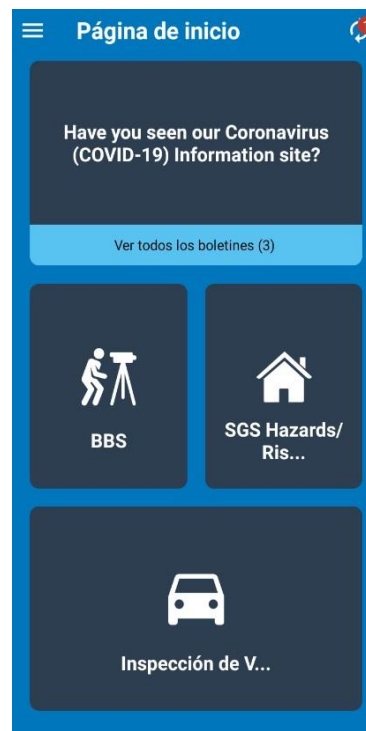 Página de inicio
Have you seen our Coronavirus
(COVID-19) Information site?
Ver todos los boletines (3)
BBS
SGS Hazards/
Ris...
Inspección de V...